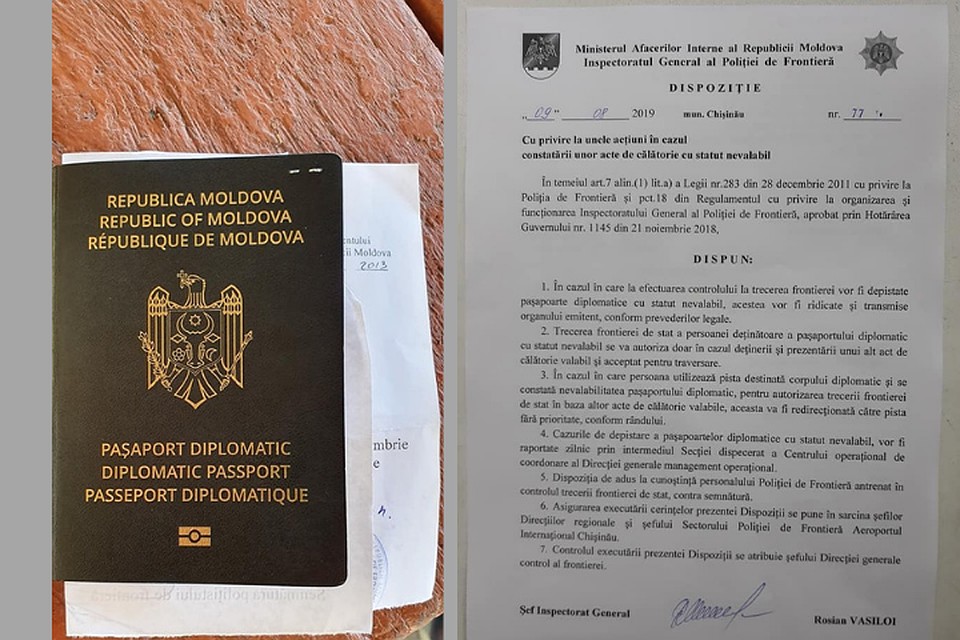 REPUBLICA MOLDOVA
REPUBLIC OF MOLDOVA
RÉPUBLIQUE DE MOLDOVA
PAȘAPORT DIPLOMATIC
DIPLOMATIC PASSPORT
PASSEPORT DIPLOMATIQUE
Moldova
2013
mbrie
Semnătura polițistului de frontieră
Ministerul Afacerilor Interne al Republicii Moldova
Inspectoratul General al Poliției de Frontieră
DISPOZIȚIE
„09" 08 2019 mun. Chișinău nr. 77
Cu privire la unele acțiuni în cazul
constatării unor acte de călătorie cu statut nevalabil
În temeiul art.7 alin.(1) lit.a) a Legii nr.283 din 28 decembrie 2011 cu privire la
Poliția de Frontieră și pct.18 din Regulamentul cu privire la organizarea și
funcționarea Inspectoratului General al Poliției de Frontieră, aprobat prin Hotărârea
Guvernului nr. 1145 din 21 noiembrie 2018,
DISPUN:
1. În cazul în care la efectuarea controlului la trecerea frontierei vor fi depistate
pașapoarte diplomatice cu statut nevalabil, acestea vor fi ridicate și transmise
organului emitent, conform prevederilor legale.
2. Trecerea frontierei de stat a persoanei deținătoare a pașaportului diplomatic
cu statut nevalabil se va autoriza doar în cazul deținerii și prezentării unui alt act de
călătorie valabil și acceptat pentru traversare.
3. În cazul în care persoana utilizează pista destinată corpului diplomatic și se
constată nevalabilitatea pașaportului diplomatic, pentru autorizarea trecerii frontierei
de stat în baza altor acte de călătorie valabile, aceasta va fi redirecționată către pista
fără prioritate, conform rândului.
4. Cazurile de depistare a pașapoartelor diplomatice cu statut nevalabil, vor fi
raportate zilnic prin intermediul Secției dispecerat a Centrului operațional de
coordonare al Direcției generale management operațional.
5. Dispoziția de adus la cunoștință personalului Poliției de Frontieră antrenat în
controlul trecerii frontierei de stat, contra semnătură.
6. Asigurarea executării cerințelor prezentei Dispoziții se pune în sarcina șefilor
Direcțiilor regionale și șefului Sectorului Poliției de Frontieră Aeroportul
Internațional Chișinău.
7. Controlul executării prezentei Dispoziții se atribuie șefului Direcției generale
control al frontierei.
Șef Inspectorat General Rosian VASILOI